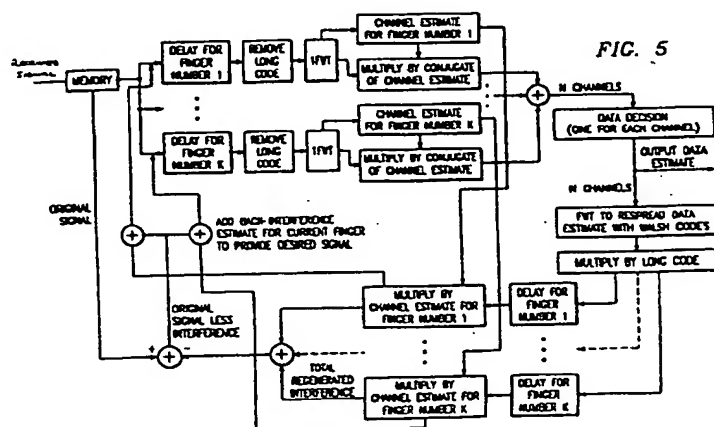 FIG. 5
MEMORY
DELAY FOR
FINGER
NUMBER 1
REMOVE
LONG
CODE
IFWT
CHANNEL ESTIMATE
FOR FINGER NUMBER 1
MULTIPLY BY CONJUGATE
OF CHANNEL ESTIMATE
DELAY FOR
FINGER
NUMBER K
REMOVE
LONG
CODE
IFWT
CHANNEL ESTIMATE
FOR FINGER NUMBER K
MULTIPLY BY CONJUGATE
OF CHANNEL ESTIMATE
N CHANNELS
DATA DECISION
(ONE FOR EACH CHANNEL)
OUTPUT DATA
ESTIMATE
N CHANNELS
FWT TO RESPREAD DATA
ESTIMATE WITH WALSH CODE'S
MULTIPLY BY LONG CODE
ORIGINAL
SIGNAL
ADD BACK-INTERFERENCE
ESTIMATE FOR CURRENT FINGER
TO PROVIDE DESIRED SIGNAL
ORIGINAL
SIGNAL LESS
INTERFERENCE
+
-
MULTIPLY BY
CHANNEL ESTIMATE FOR
FINGER NUMBER 1
DELAY FOR
FINGER
NUMBER 1
TOTAL
REGENERATED
INTERFERENCE
MULTIPLY BY
CHANNEL ESTIMATE FOR
FINGER NUMBER K
DELAY FOR
FINGER
NUMBER K